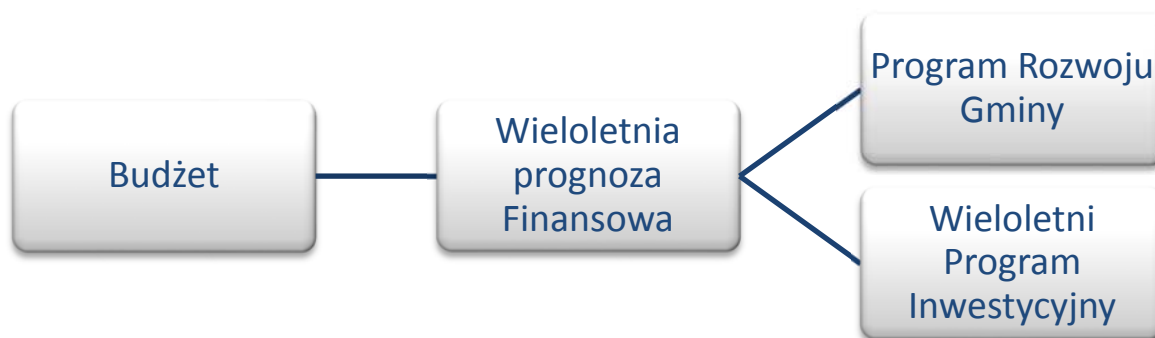 Budżet
Wieloletnia
prognoza
Finansowa
Program Rozwoju
Gminy
Wieloletni
Program
Inwestycyjny